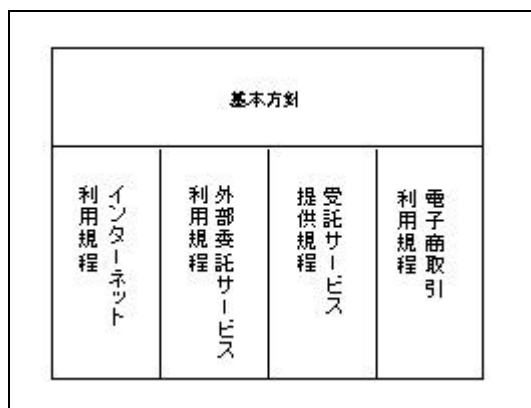 基本方針
インターネット
利用規程
外部委託サービス
利用規程
受託サービス
提供規程
電子商取引
利用規程